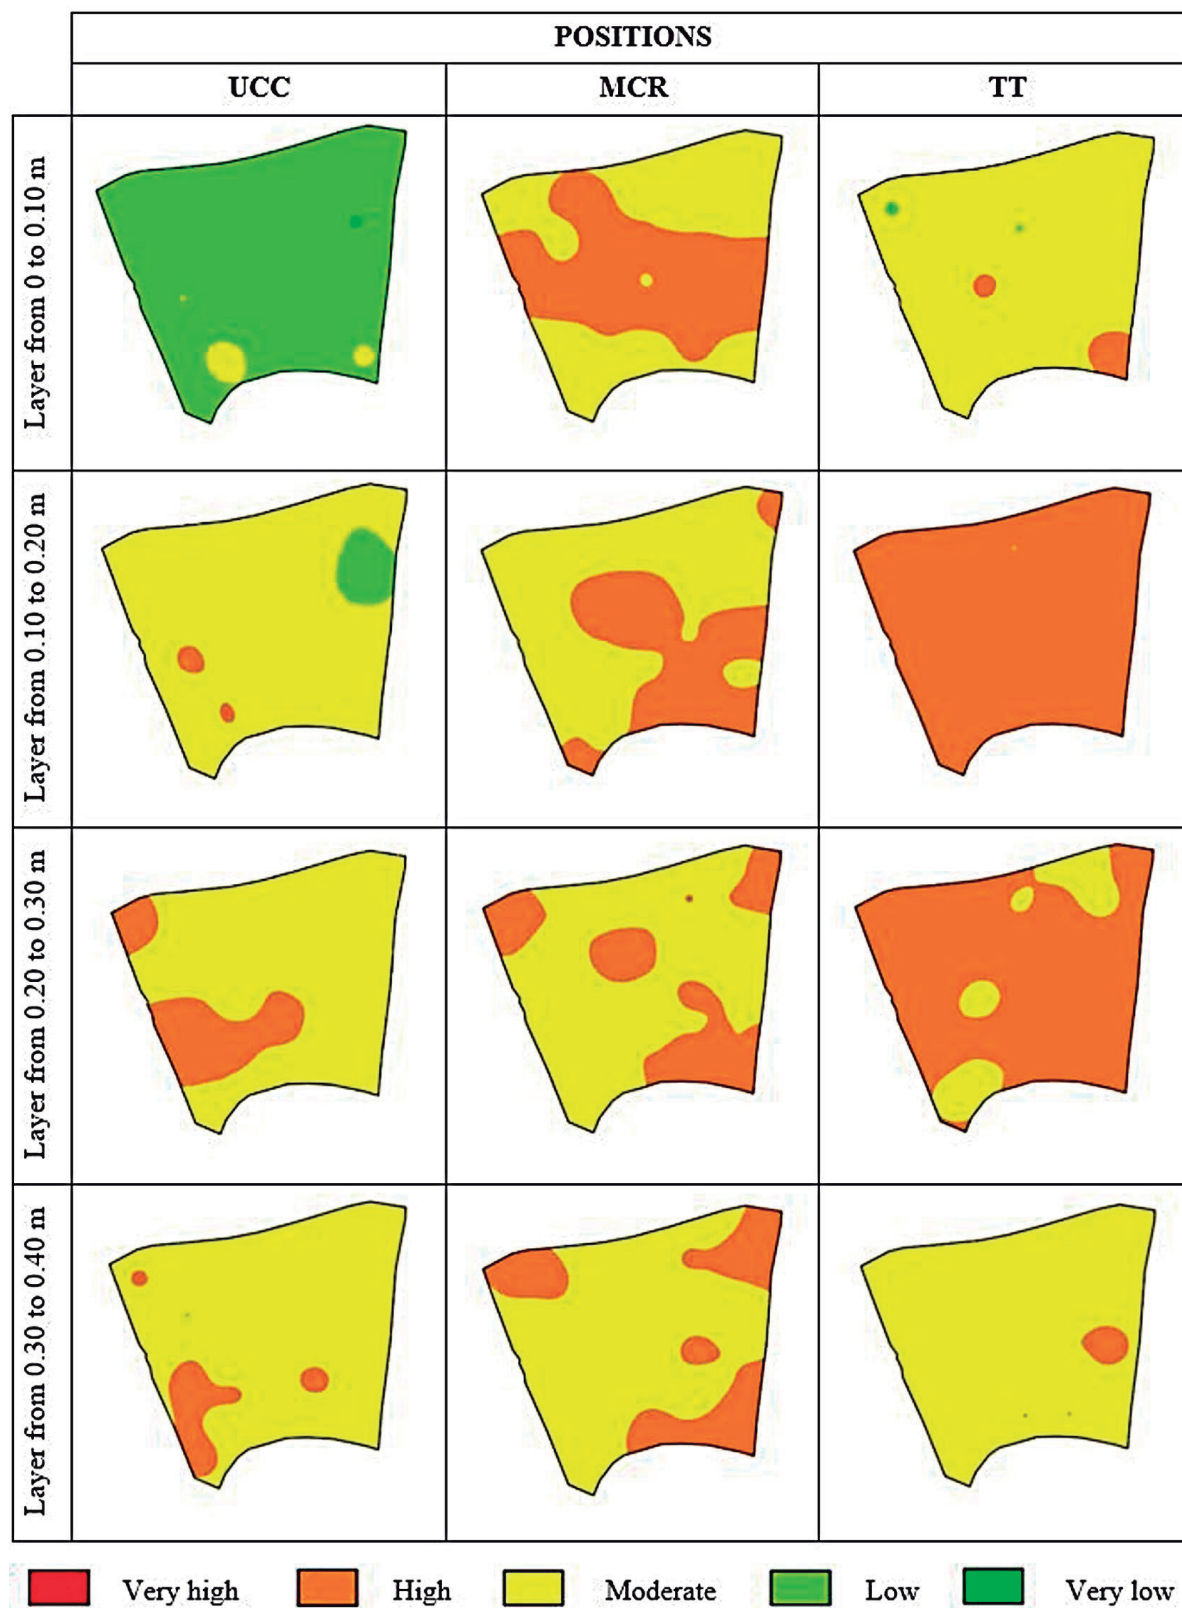 POSITIONS
UCC MCR TT
Layer from 0 to 0.10 m
Layer from 0.10 to 0.20 m
Layer from 0.20 to 0.30 m
Layer from 0.30 to 0.40 m
Very high High Moderate Low Very low